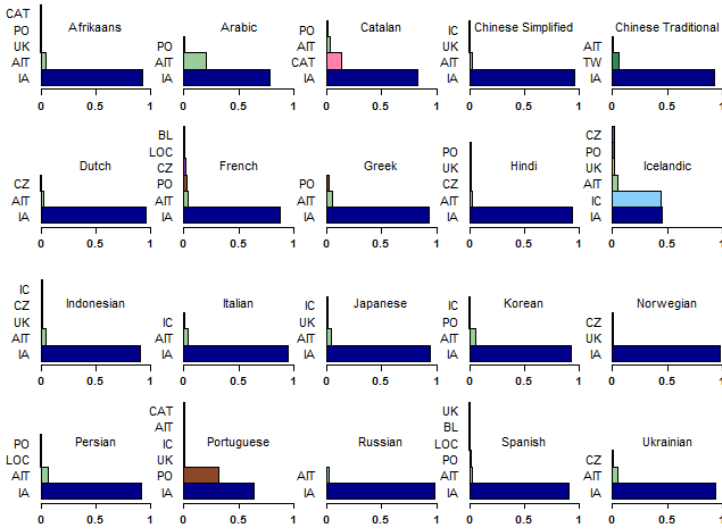 CAT
PO
UK
AIT
IA
Afrikaans
0 0.5 1
PO
AIT
IA
Arabic
0 0.5 1
PO
AIT
CAT
IA
Catalan
0 0.5 1
IC
UK
AIT
IA
Chinese Simplified
0 0.5 1
AIT
TW
IA
Chinese Traditional
0 0.5 1
CZ
AIT
IA
Dutch
0 0.5 1
BL
LOC
CZ
PO
AIT
IA
French
0 0.5 1
PO
AIT
IA
Greek
0 0.5 1
PO
UK
CZ
AIT
IA
Hindi
0 0.5 1
CZ
PO
UK
AIT
IC
IA
Icelandic
0 0.5 1
IC
CZ
UK
AIT
IA
Indonesian
0 0.5 1
IC
AIT
IA
Italian
0 0.5 1
IC
UK
AIT
IA
Japanese
0 0.5 1
IC
PO
AIT
IA
Korean
0 0.5 1
CZ
UK
IA
Norwegian
0 0.5 1
PO
LOC
AIT
IA
Persian
0 0.5 1
CAT
AIT
IC
UK
PO
IA
Portuguese
0 0.5 1
AIT
IA
Russian
0 0.5 1
UK
BL
LOC
PO
AIT
IA
Spanish
0 0.5 1
CZ
AIT
IA
Ukrainian
0 0.5 1